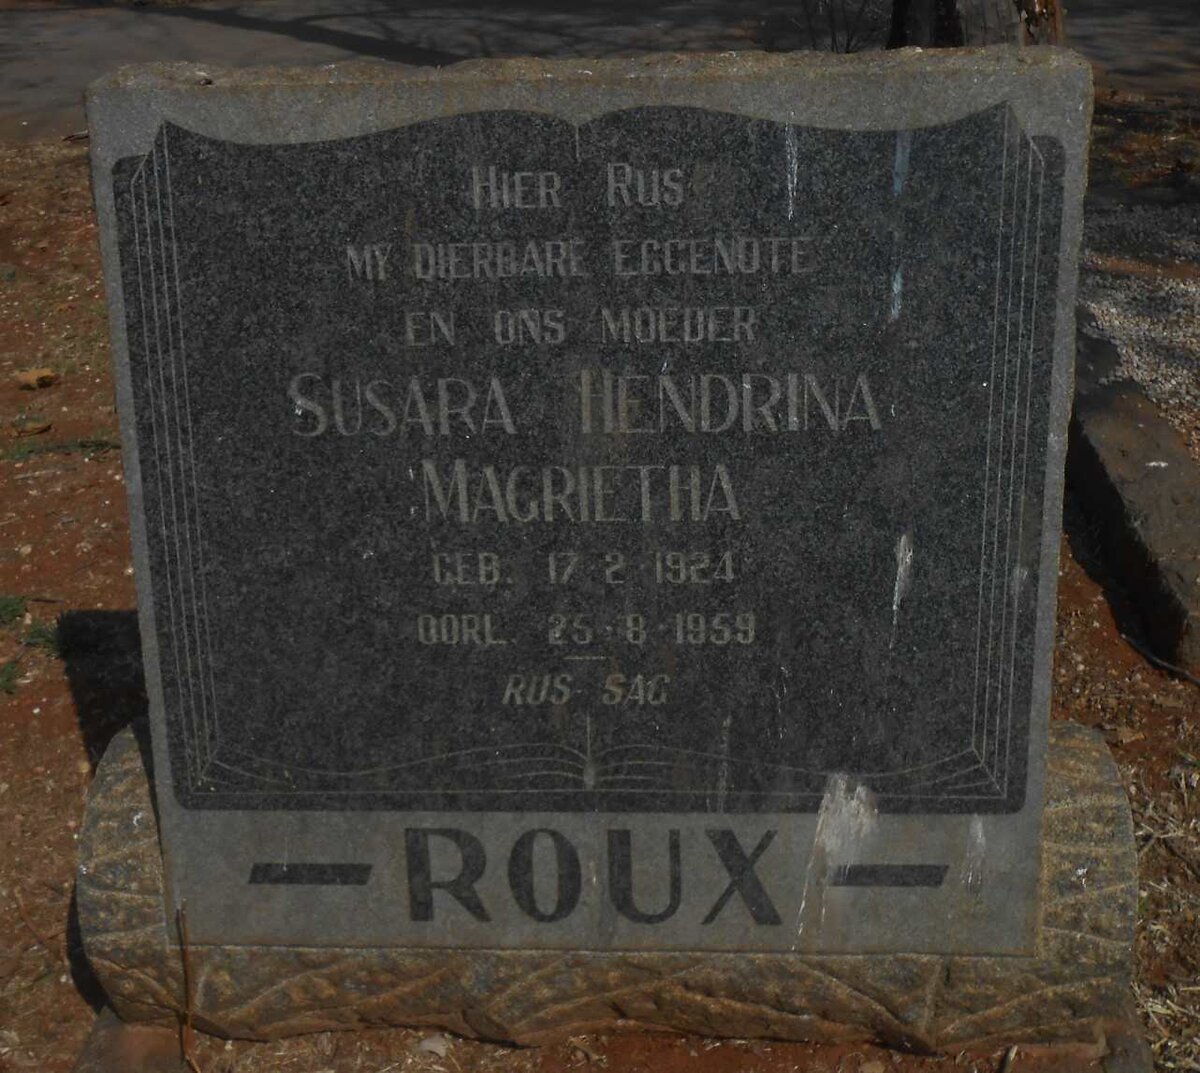 HIER RUS
MY DIERBARE EGGENOTE
EN ONS MOEDER
SUSARA HENDRINA
MAGRIETHA
GEB. 17·2·1924
OORL. 25·8·1959
RUS SAG
— ROUX —